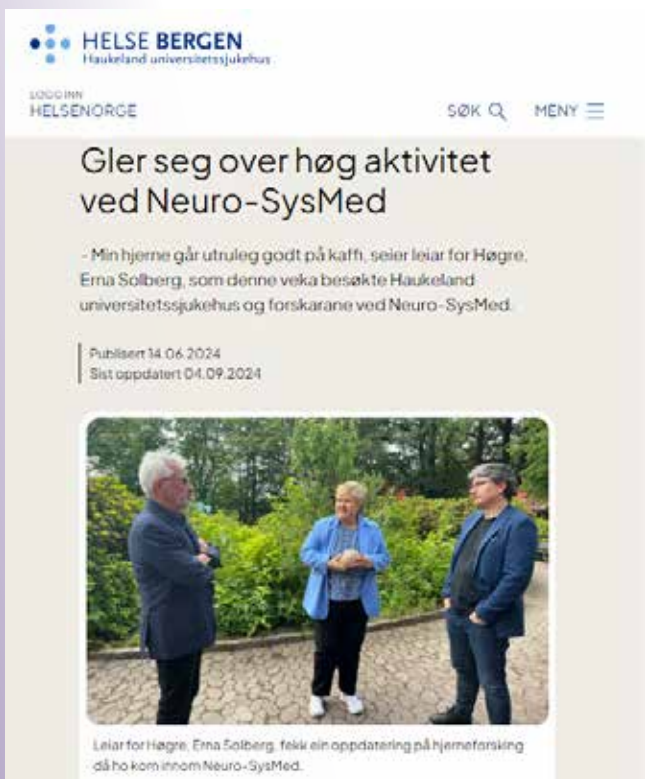 HELSE BERGEN
Haukeland universitetssjukehus
LOGG INN
HELSENORGE
SØK
MENY
Gler seg over høg aktivitet
ved Neuro-SysMed
- Min hjerne går utruleg godt på kaffi, seier leiar for Høgre,
Erna Solberg, som denne veka besøkte Haukeland
universitetssjukehus og forskarane ved Neuro-SysMed.
Publisert 14.06.2024
Sist oppdatert 04.09.2024
Leiar for Høgre, Erna Solberg, fekk ein oppdatering på hjerneforsking
då ho kom innom Neuro-SysMed.